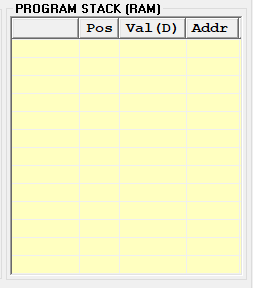 PROGRAM STACK (RAM)
Pos Val(D) Addr